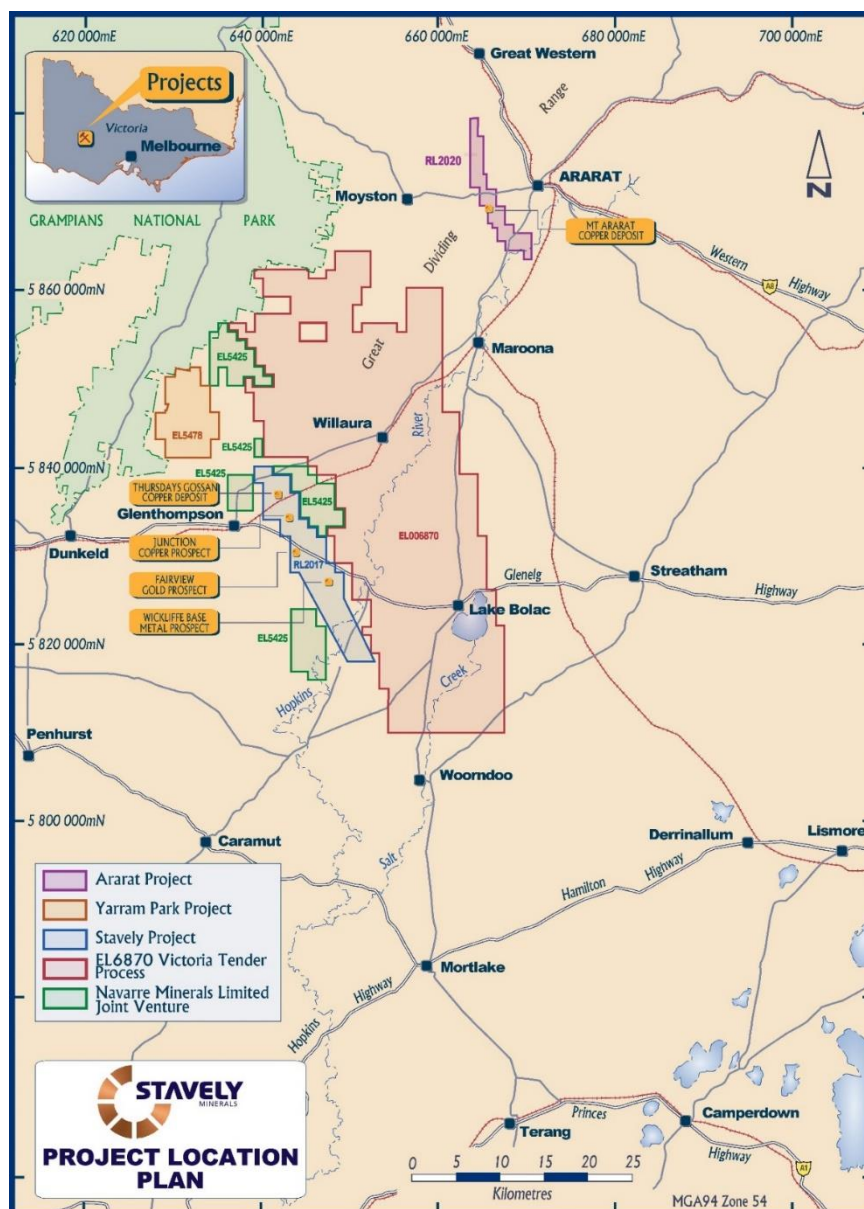 620 000mE
640 000mE
660 000mE
680 000mE
700 000mE
Projects
Victoria
Melbourne
GRAMPIANS NATIONAL PARK
Great Western
Range
RL2020
ARARAT
Moyston
MT ARARAT
COPPER DEPOSIT
N
Dividing
Western
Highway
A8
5 860 000mN
Maroona
Great
EL5425
EL5478
Willaura
River
EL5425
5 840 000mN
EL5425
THURSDAYS GOSSAN
COPPER DEPOSIT
EL5425
Glenthompson
Dunkeld
JUNCTION
COPPER PROSPECT
EL006870
RL2017
FAIRVIEW
GOLD PROSPECT
Glenelg
Streatham
Highway
WICKLIFFE BASE
METAL PROSPECT
Lake Bolac
5 820 000mN
EL5425
Creek
Hopkins
Penhurst
Woorndoo
5 800 000mN
Caramut
Salt
Derrinallum
Lismore
Highway
Hamilton
Ararat Project
Yarram Park Project
Stavely Project
EL6870 Victoria Tender
Process
Navarre Minerals Limited
Joint Venture
Mortlake
Highway
Hopkins
STAVELY
MINERALS
PROJECT LOCATION
PLAN
Princes
Camperdown
Terang
Highway
A1
0 5 10 15 20 25
Kilometres
MGA94 Zone 54